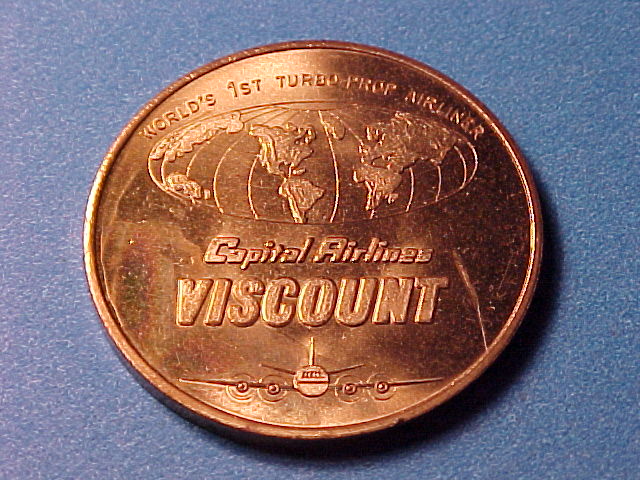 WORLD'S 1ST TURBO-PROP AIRLINER
Capital Airlines
VISCOUNT